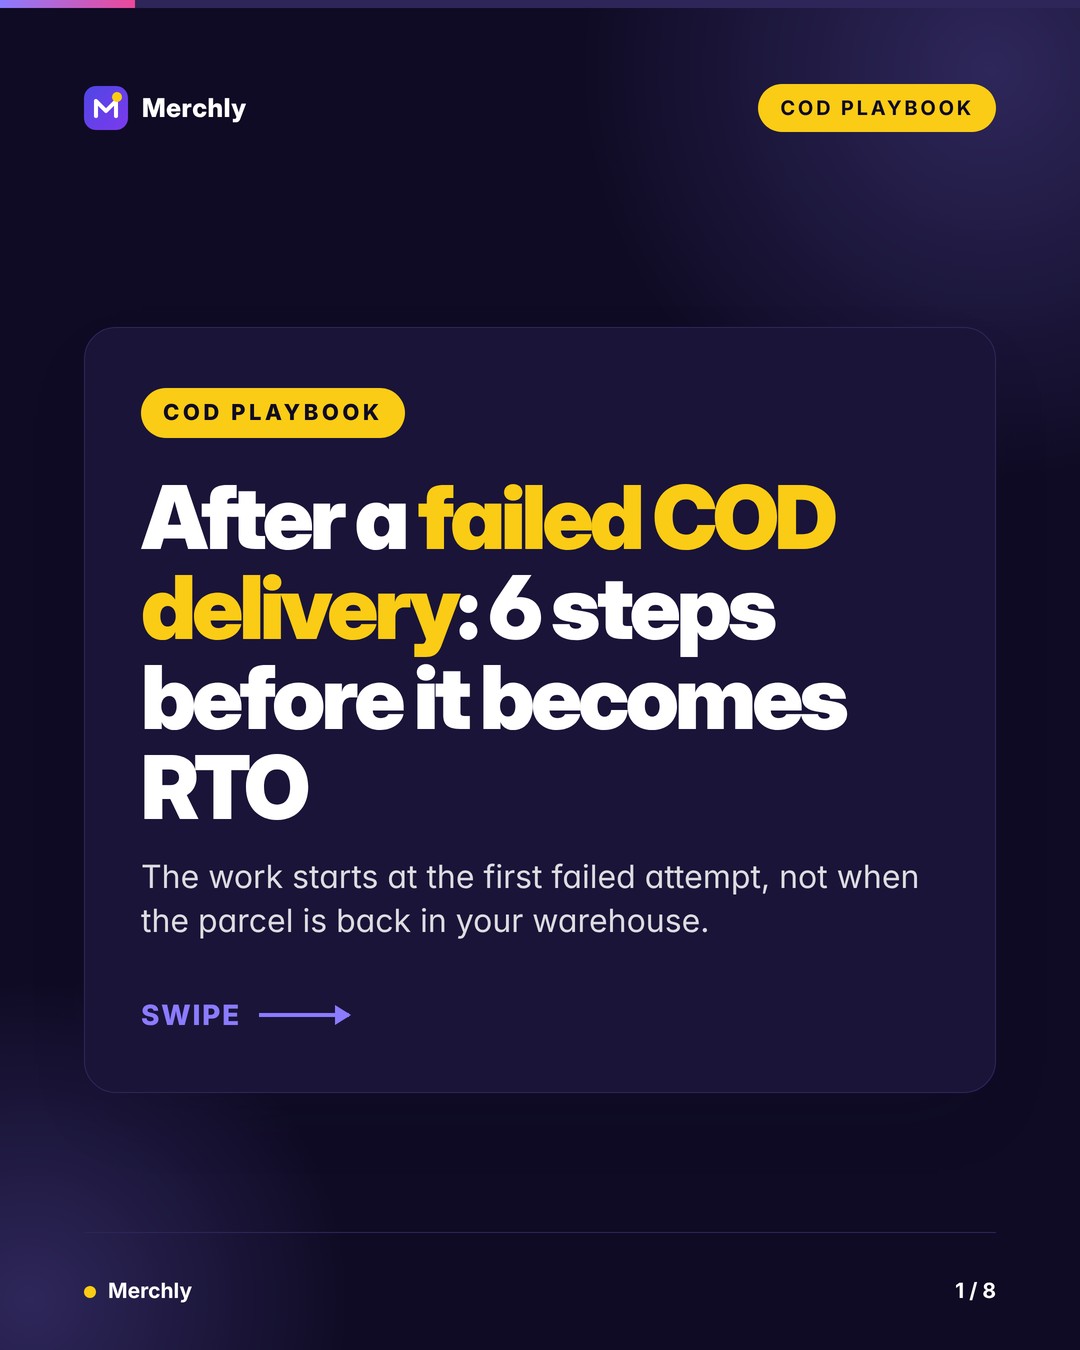 Merchly
COD PLAYBOOK
COD PLAYBOOK
After a failed COD
delivery: 6 steps
before it becomes
RTO
The work starts at the first failed attempt, not when
the parcel is back in your warehouse.
SWIPE
Merchly
1 / 8